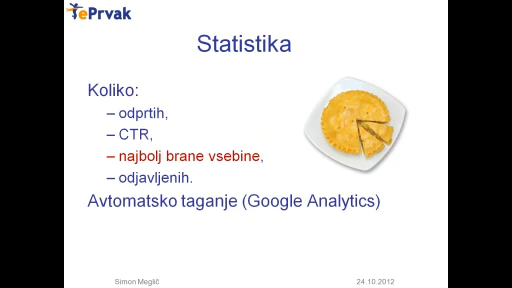 ePrvak
Statistika
Koliko:
– odprtih,
– CTR,
– najbolj brane vsebine,
– odjavljenih.
Avtomatsko taganje (Google Analytics)
Simon Meglič 24.10.2012